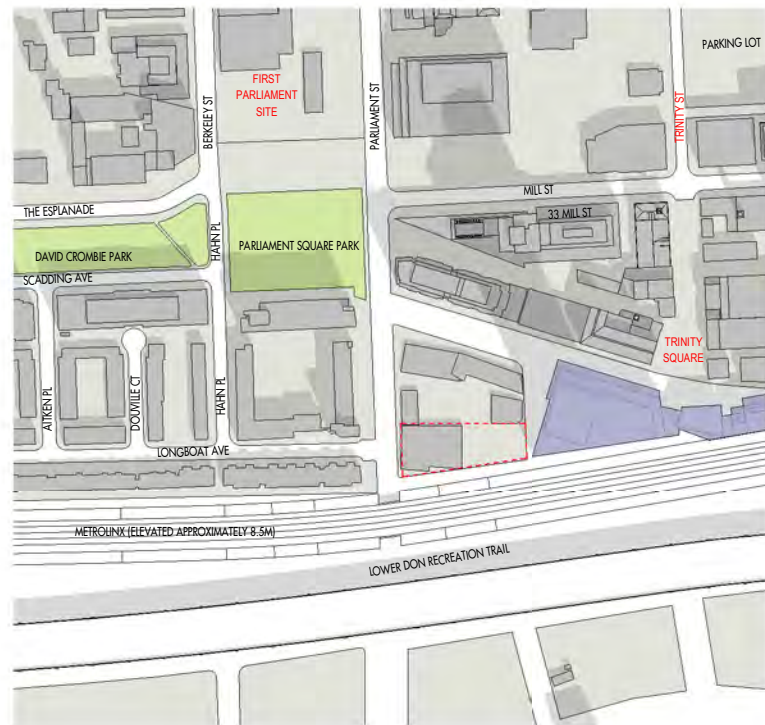 PARKING LOT
FIRST
PARLIAMENT
SITE
BERKELEY ST
PARLIAMENT ST
TRINITY ST
MILL ST
THE ESPLANADE
33 MILL ST
HAHN PL
PARLIAMENT SQUARE PARK
DAVID CROMBIE PARK
SCADDING AVE
TRINITY
SQUARE
AITKEN PL
DOUVILLE CT
HAHN PL
LONGBOAT AVE
METROLINX (ELEVATED APPROXIMATELY 8.5M)
LOWER DON RECREATION TRAIL